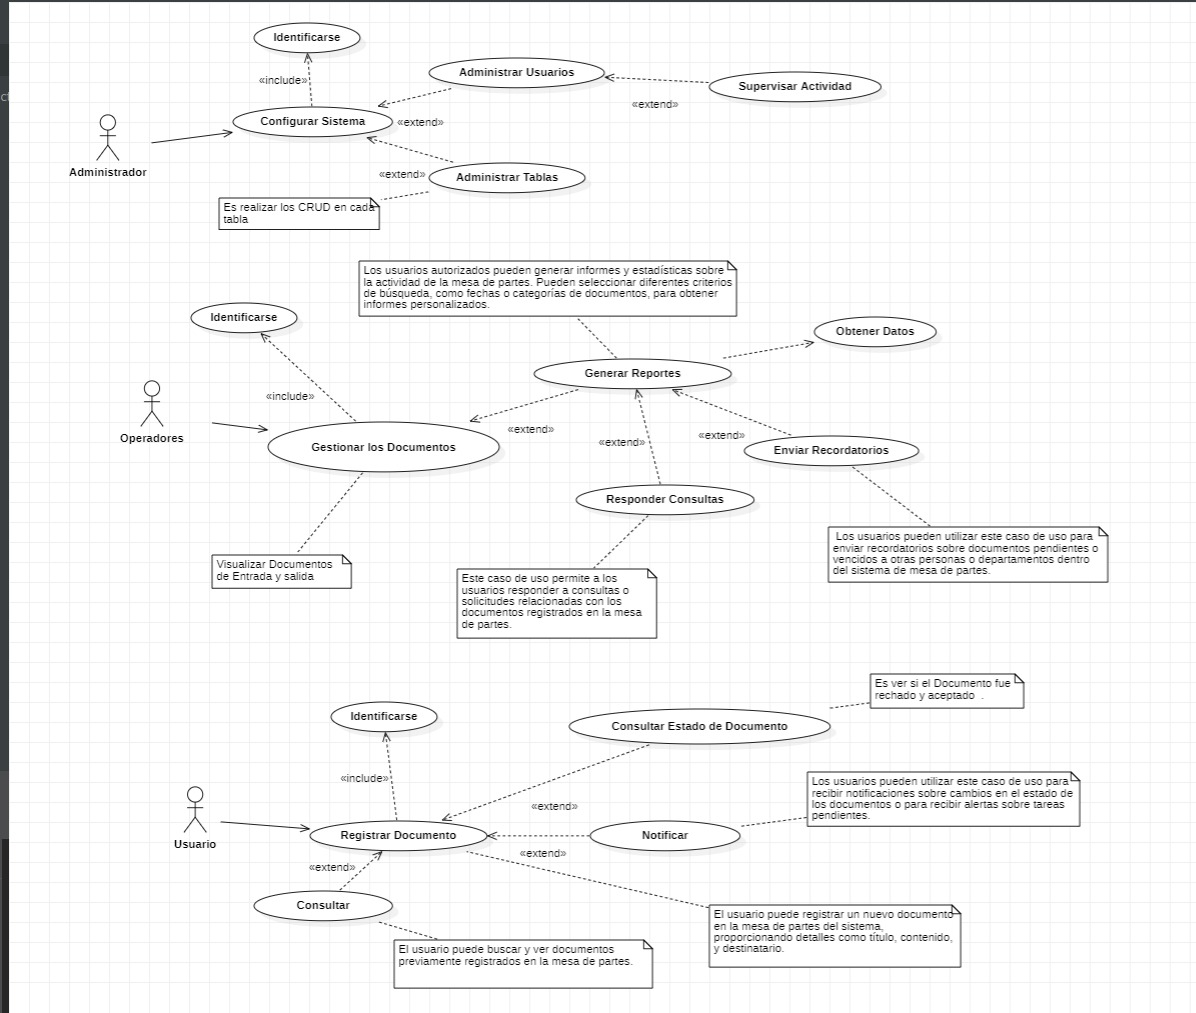 Identificarse
«include»
Administrar Usuarios
Supervisar Actividad
«extend»
Configurar Sistema
«extend»
Administrador
«extend»
Administrar Tablas
Es realizar los CRUD en cada
tabla
Los usuarios autorizados pueden generar informes y estadísticas sobre
la actividad de la mesa de partes. Pueden seleccionar diferentes criterios
de búsqueda, como fechas o categorías de documentos, para obtener
informes personalizados.
Identificarse
Obtener Datos
Generar Reportes
«include»
Operadores
«extend»
«extend»
«extend»
Gestionar los Documentos
Enviar Recordatorios
Responder Consultas
Visualizar Documentos
de Entrada y salida
Los usuarios pueden utilizar este caso de uso para
enviar recordatorios sobre documentos pendientes o
vencidos a otras personas o departamentos dentro
del sistema de mesa de partes.
Este caso de uso permite a los
usuarios responder a consultas o
solicitudes relacionadas con los
documentos registrados en la mesa
de partes.
Es ver si el Documento fue
rechado y aceptado .
Identificarse
Consultar Estado de Documento
«include»
Los usuarios pueden utilizar este caso de uso para
recibir notificaciones sobre cambios en el estado de
los documentos o para recibir alertas sobre tareas
pendientes.
«extend»
Usuario
Registrar Documento
Notificar
«extend»
«extend»
Consultar
El usuario puede registrar un nuevo documento
en la mesa de partes del sistema,
proporcionando detalles como título, contenido,
y destinatario.
El usuario puede buscar y ver documentos
previamente registrados en la mesa de partes.